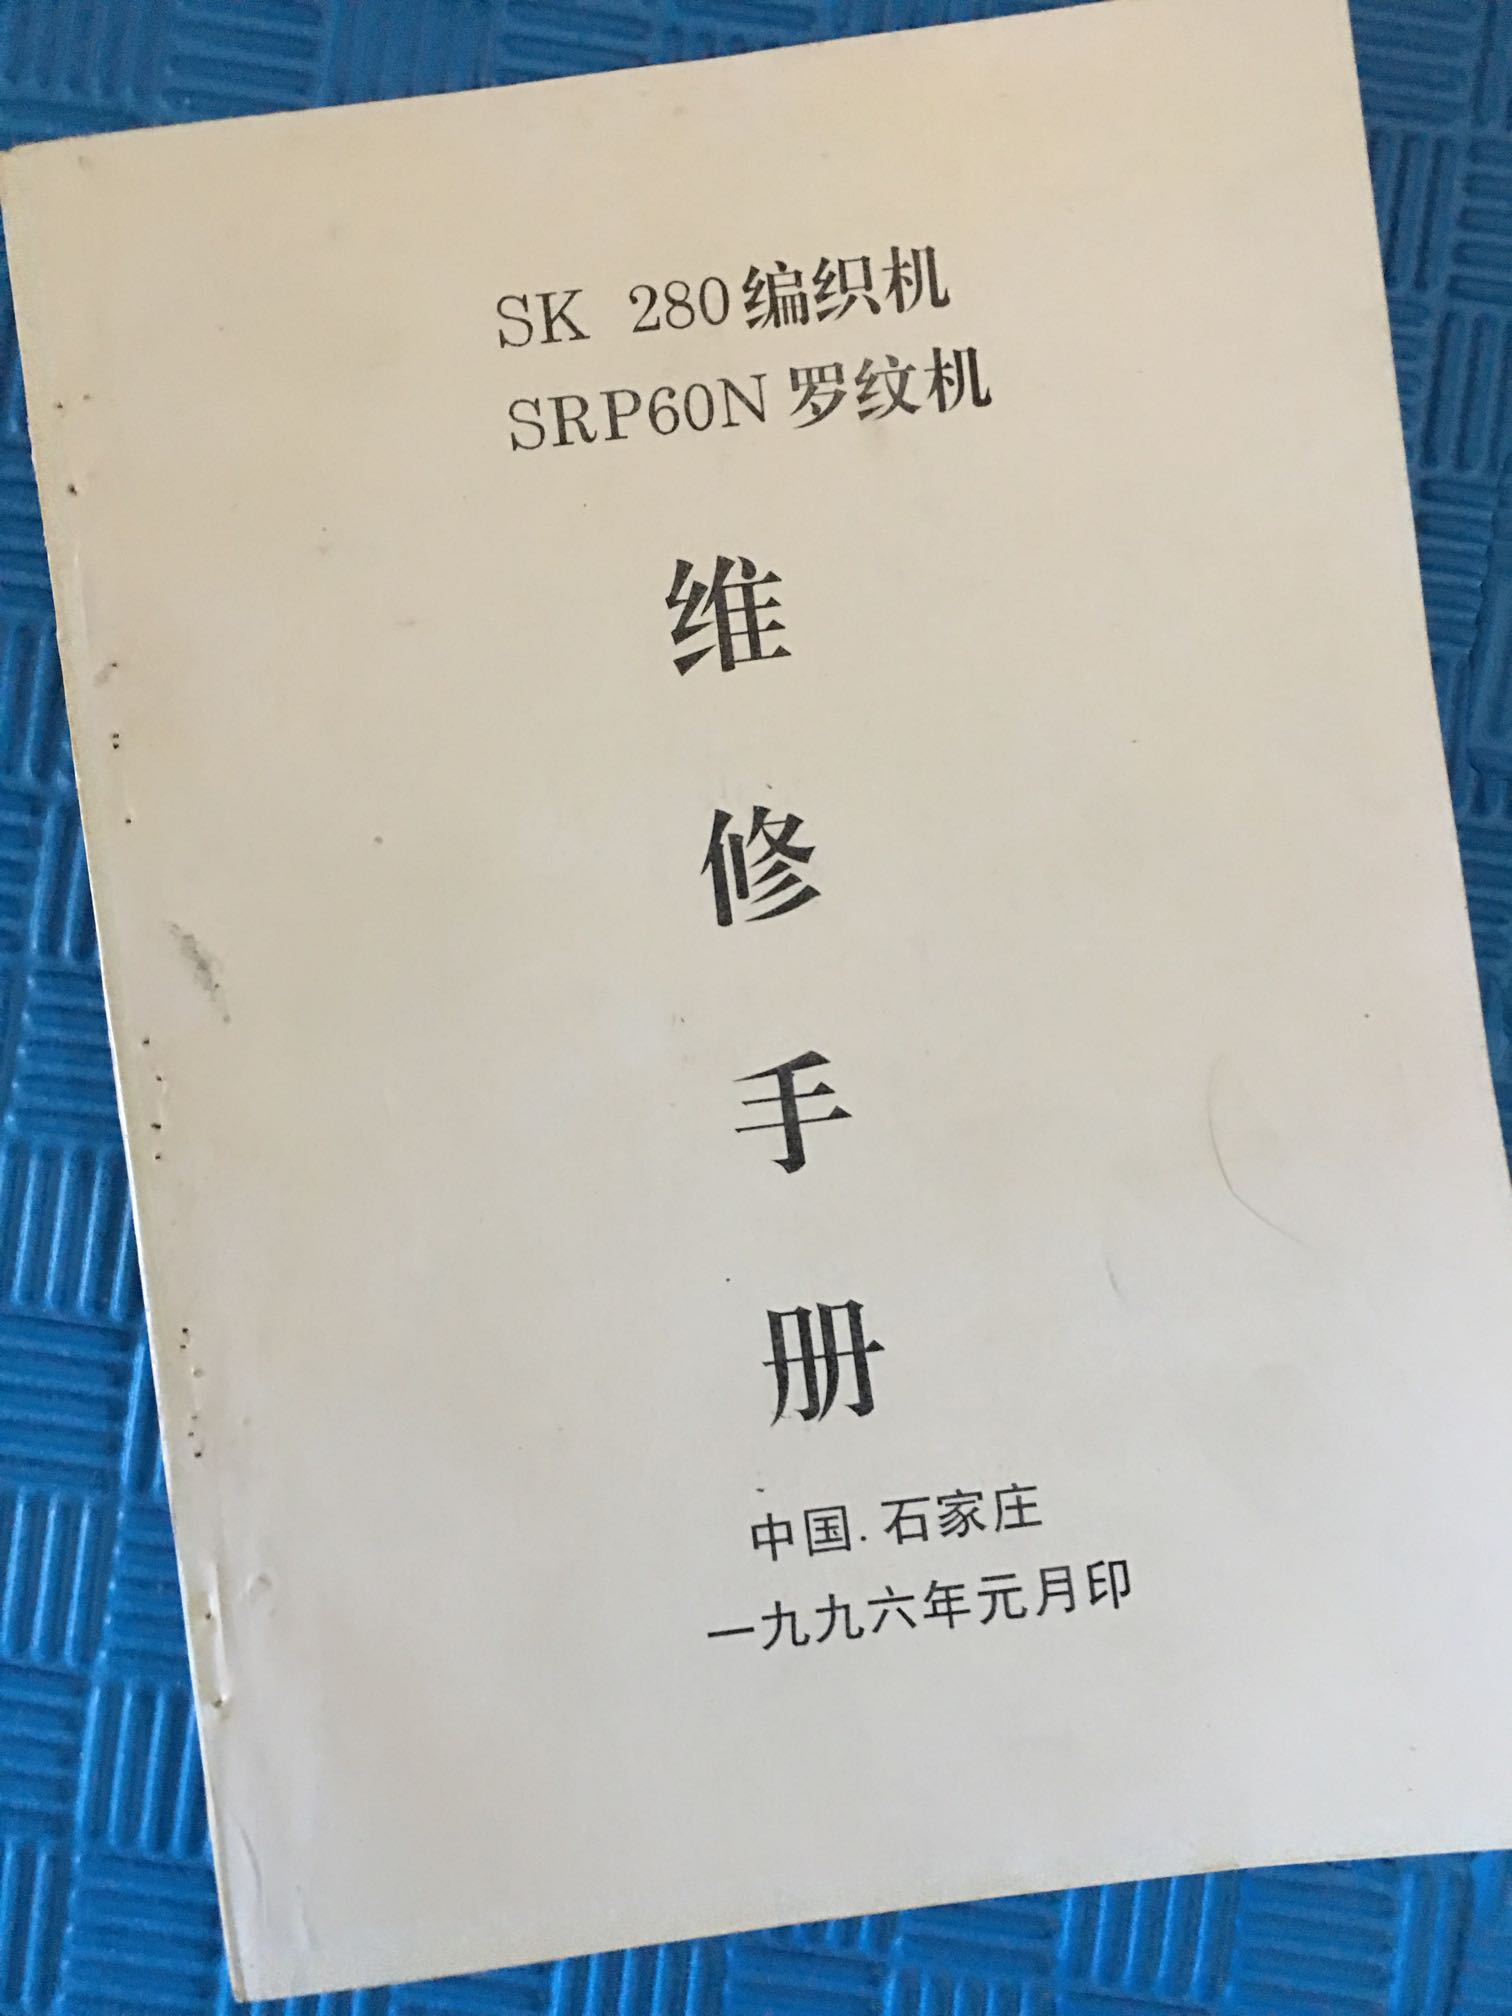 SK 280编织机
SRP60N罗纹机
维修手册
中国.石家庄
一九九六年元月印